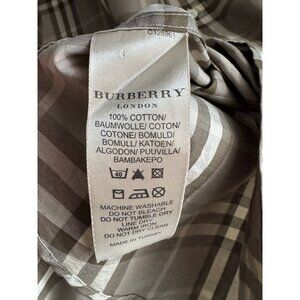 BURBERRY
LONDON
100% COTTON/
BAUMWOLLE/ COTON/
COTONE/ BOMULD/
BOMULL/ KATOEN/
ALGODON/ PUUVILLA/
BAMBAKEPO
40
MACHINE WASHABLE
DO NOT BLEACH
DO NOT TUMBLE DRY
LINE DRY
WARM IRON
DO NOT DRY CLEAN
MADE IN TURKEY